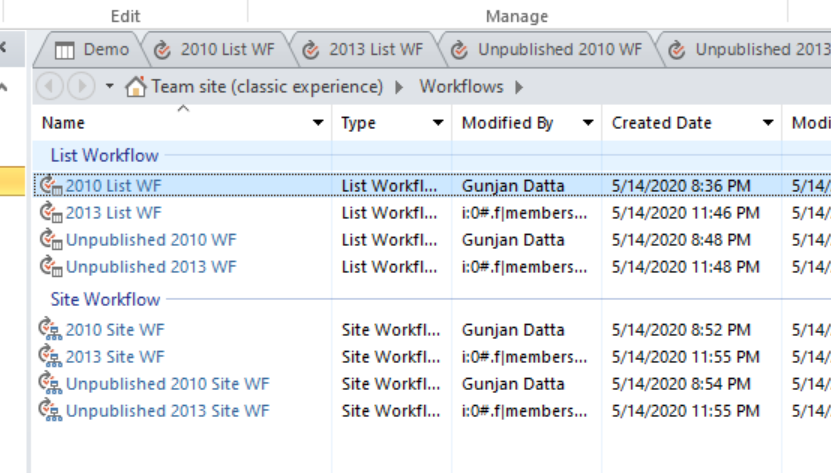 Edit Manage
Demo 2010 List WF 2013 List WF Unpublished 2010 WF Unpublished 2013
Team site (classic experience) Workflows
Name Type Modified By Created Date Modi
List Workflow
2010 List WF List Workfl... Gunjan Datta 5/14/2020 8:36 PM 5/14/
2013 List WF List Workfl... i:0#.f|members... 5/14/2020 11:46 PM 5/14/
Unpublished 2010 WF List Workfl... Gunjan Datta 5/14/2020 8:48 PM 5/14/
Unpublished 2013 WF List Workfl... i:0#.f|members... 5/14/2020 11:48 PM 5/14/
Site Workflow
2010 Site WF Site Workfl... Gunjan Datta 5/14/2020 8:52 PM 5/14/
2013 Site WF Site Workfl... i:0#.f|members... 5/14/2020 11:55 PM 5/14/
Unpublished 2010 Site WF Site Workfl... Gunjan Datta 5/14/2020 8:54 PM 5/14/
Unpublished 2013 Site WF Site Workfl... i:0#.f|members... 5/14/2020 11:55 PM 5/14/